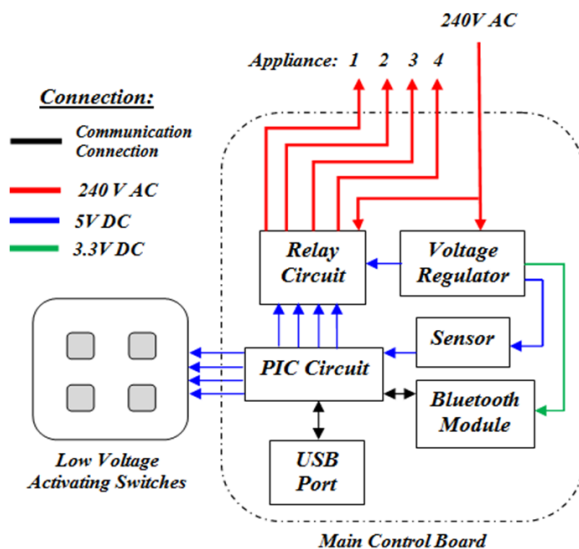 240V AC
Appliance: 1 2 3 4
Connection:
Communication
Connection
240 V AC
5V DC
3.3V DC
Relay
Circuit
Voltage
Regulator
Sensor
PIC Circuit
Bluetooth
Module
USB
Port
Low Voltage
Activating Switches
Main Control Board